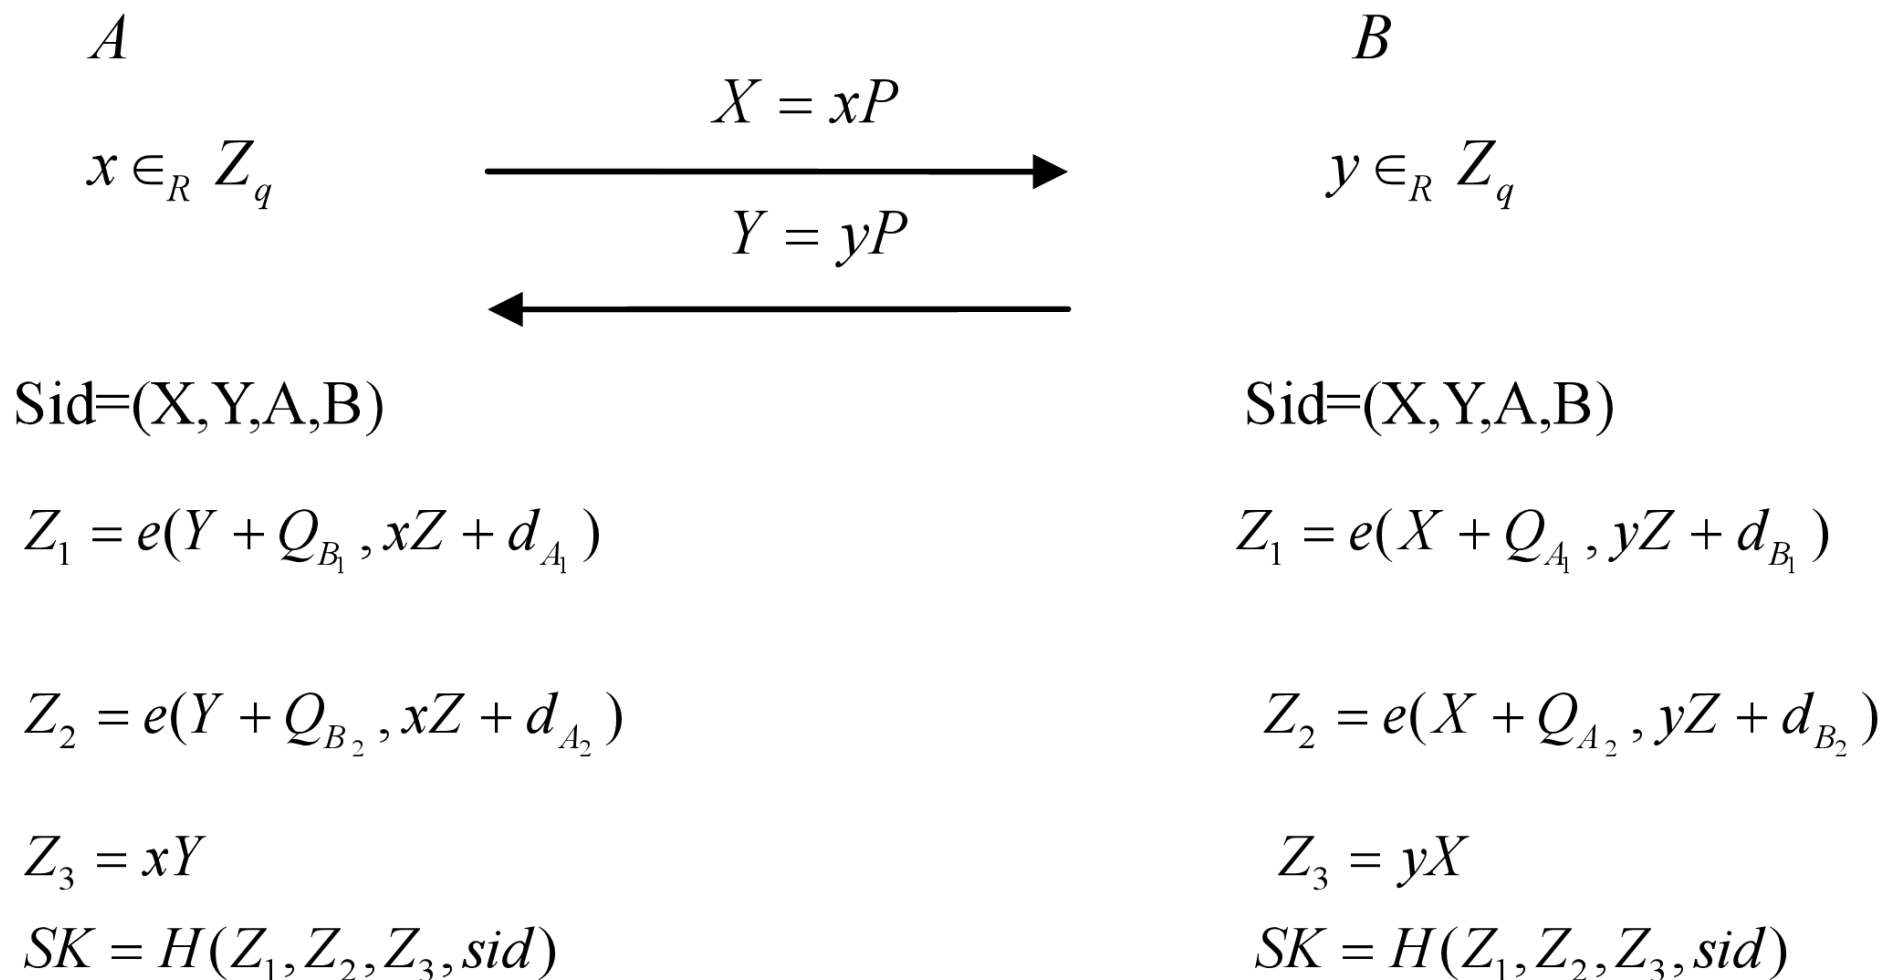 A B
X = xP
x ∈_R Z_q y ∈_R Z_q
Y = yP
Sid=(X,Y,A,B) Sid=(X,Y,A,B)
Z_1 = e(Y + Q_{B_1}, xZ + d_{A_1}) Z_1 = e(X + Q_{A_1}, yZ + d_{B_1})
Z_2 = e(Y + Q_{B_2}, xZ + d_{A_2}) Z_2 = e(X + Q_{A_2}, yZ + d_{B_2})
Z_3 = xY Z_3 = yX
SK = H(Z_1, Z_2, Z_3, sid) SK = H(Z_1, Z_2, Z_3, sid)